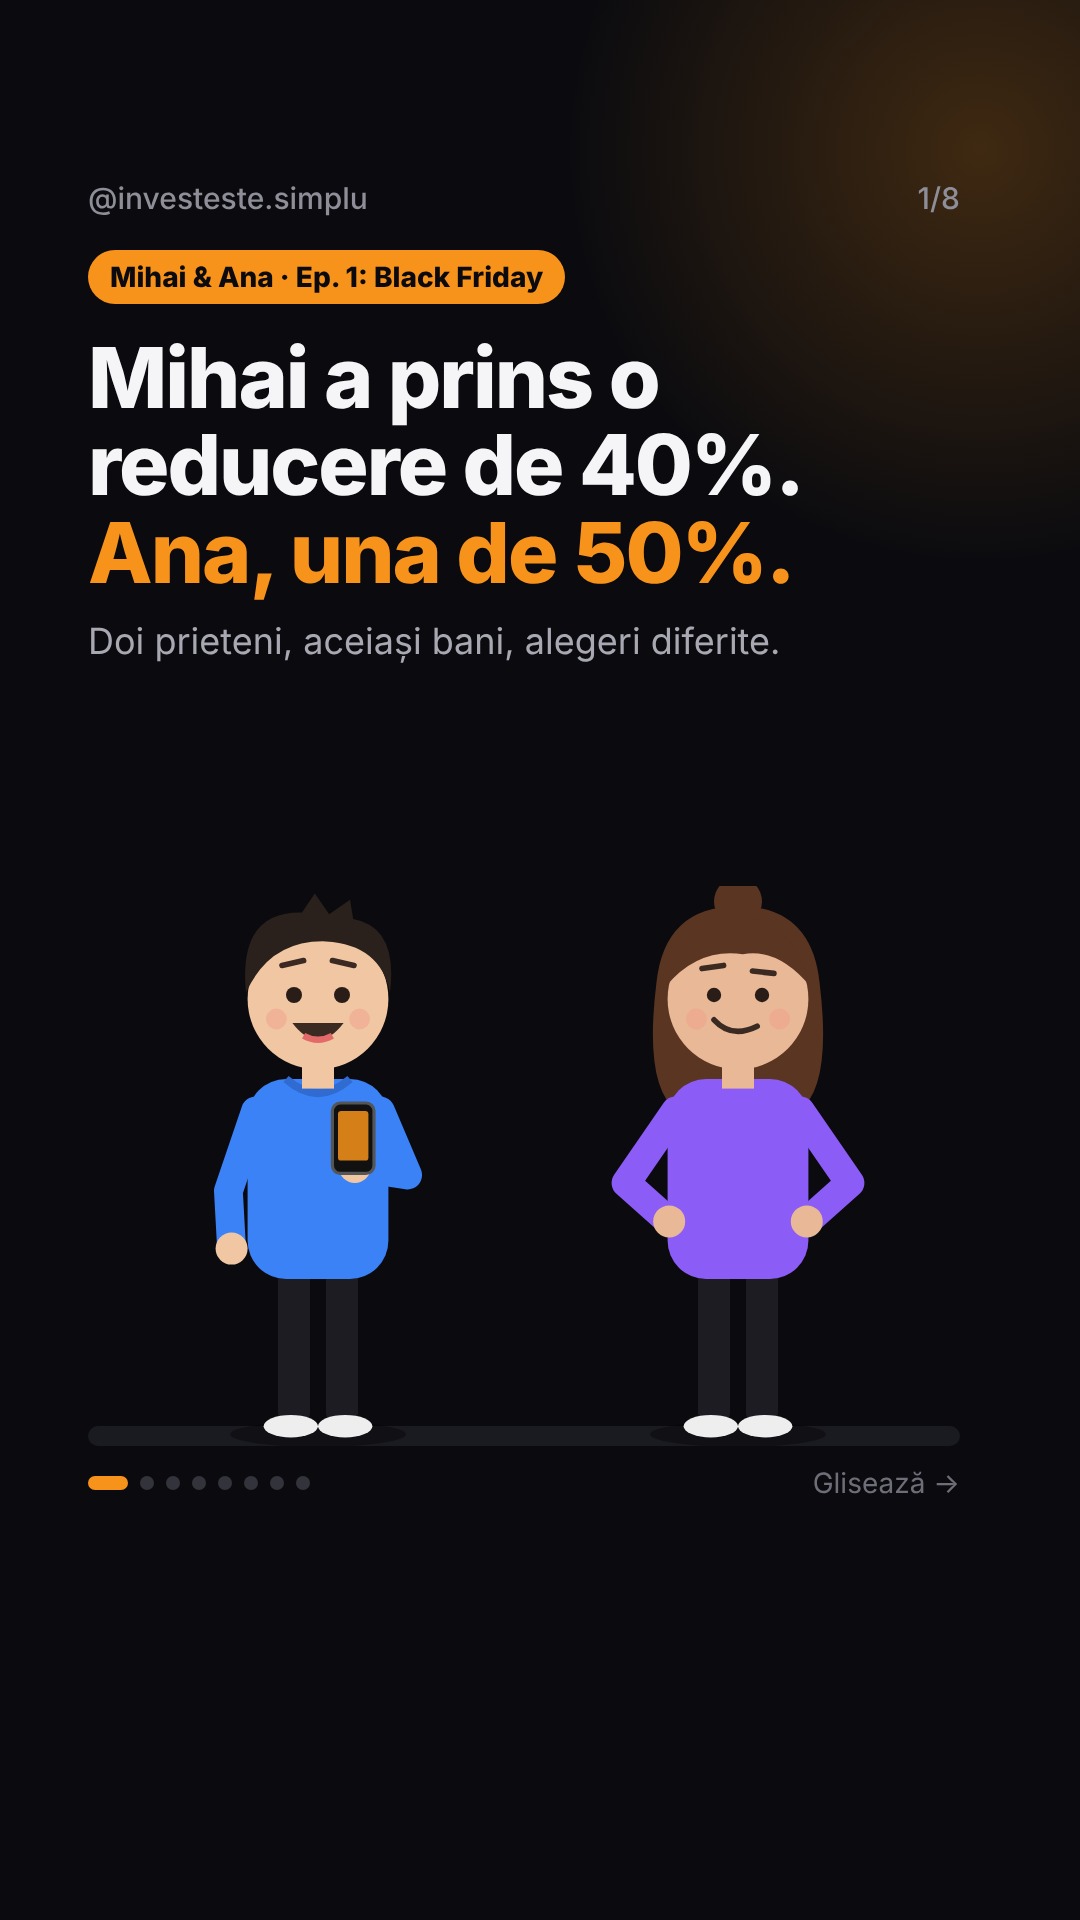 @investeste.simplu
1/8
Mihai & Ana · Ep. 1: Black Friday
Mihai a prins o
reducere de 40%.
Ana, una de 50%.
Doi prieteni, aceiași bani, alegeri diferite.
Glisează →